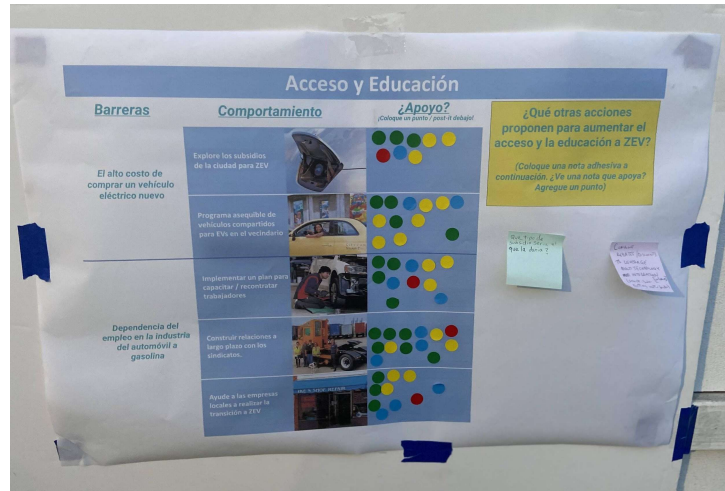 Acceso y Educación
Barreras
Comportamiento
¿Apoyo?
(Coloque un punto / post-it debajo)
El alto costo de
comprar un vehículo
eléctrico nuevo
Explore los subsidios
de la ciudad para ZEV
Programa asequible de
vehículos compartidos
para EVs en el vecindario
Dependencia del
empleo en la industria
del automóvil a
gasolina
Implementar un plan para
capacitar / recontratar
trabajadores
Construir relaciones a
largo plazo con los
sindicatos.
Ayude a las empresas
locales a realizar la
transición a ZEV
¿Qué otras acciones
proponen para aumentar el
acceso y la educación a ZEV?
(Coloque una nota adhesiva a
continuación. ¿Ve una nota que apoya?
Agregue un punto)
que la daria?